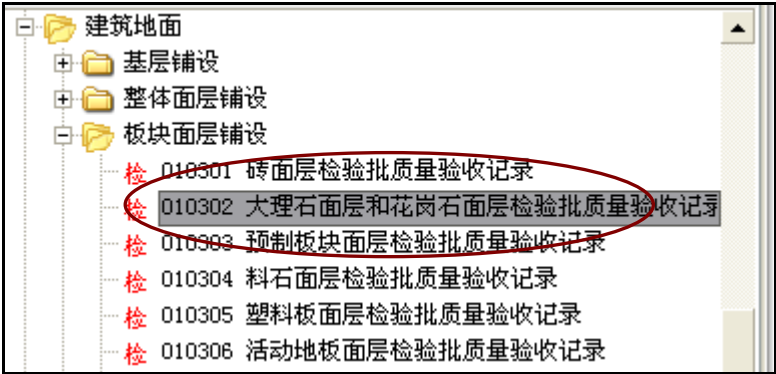 建筑地面
基层铺设
整体面层铺设
板块面层铺设
检 010301 砖面层检验批质量验收记录
检 010302 大理石面层和花岗石面层检验批质量验收记录
检 010303 预制板块面层检验批质量验收记录
检 010304 料石面层检验批质量验收记录
检 010305 塑料板面层检验批质量验收记录
检 010306 活动地板面层检验批质量验收记录